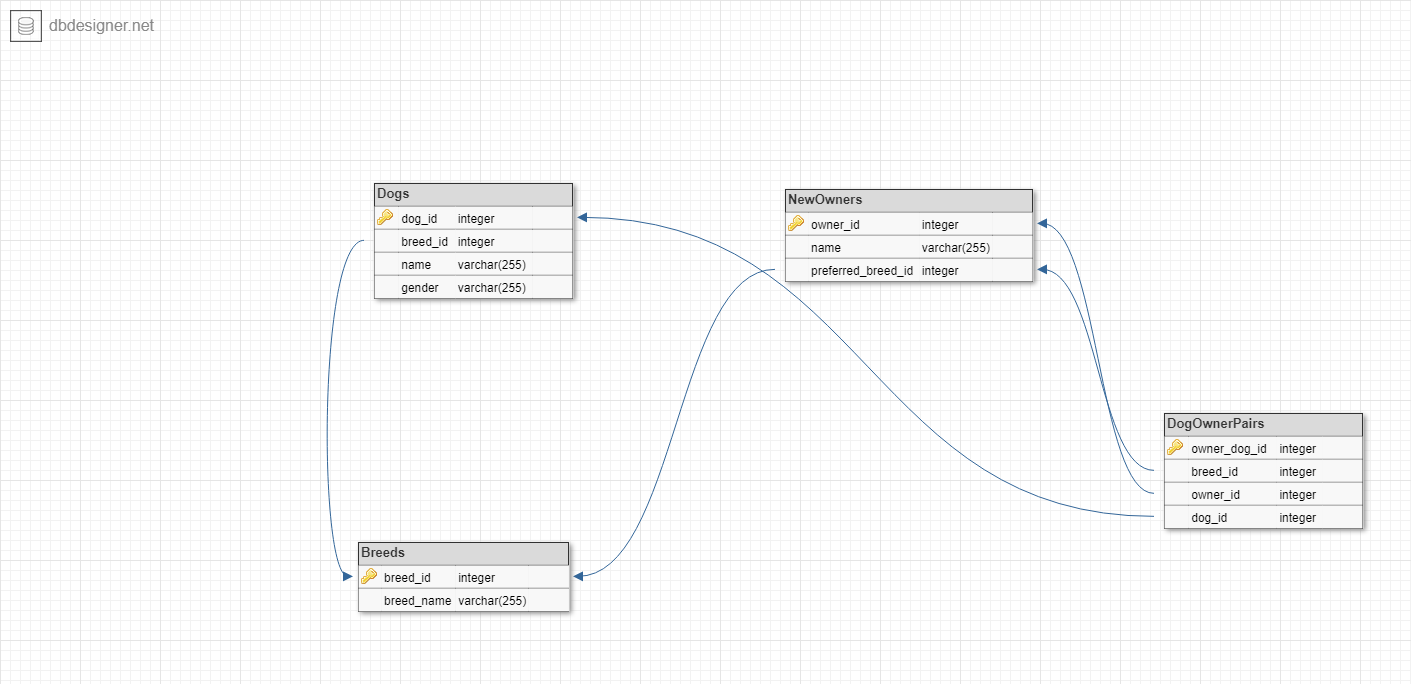 dbdesigner.net
Dogs
dog_id integer
breed_id integer
name varchar(255)
gender varchar(255)
NewOwners
owner_id integer
name varchar(255)
preferred_breed_id integer
DogOwnerPairs
owner_dog_id integer
breed_id integer
owner_id integer
dog_id integer
Breeds
breed_id integer
breed_name varchar(255)